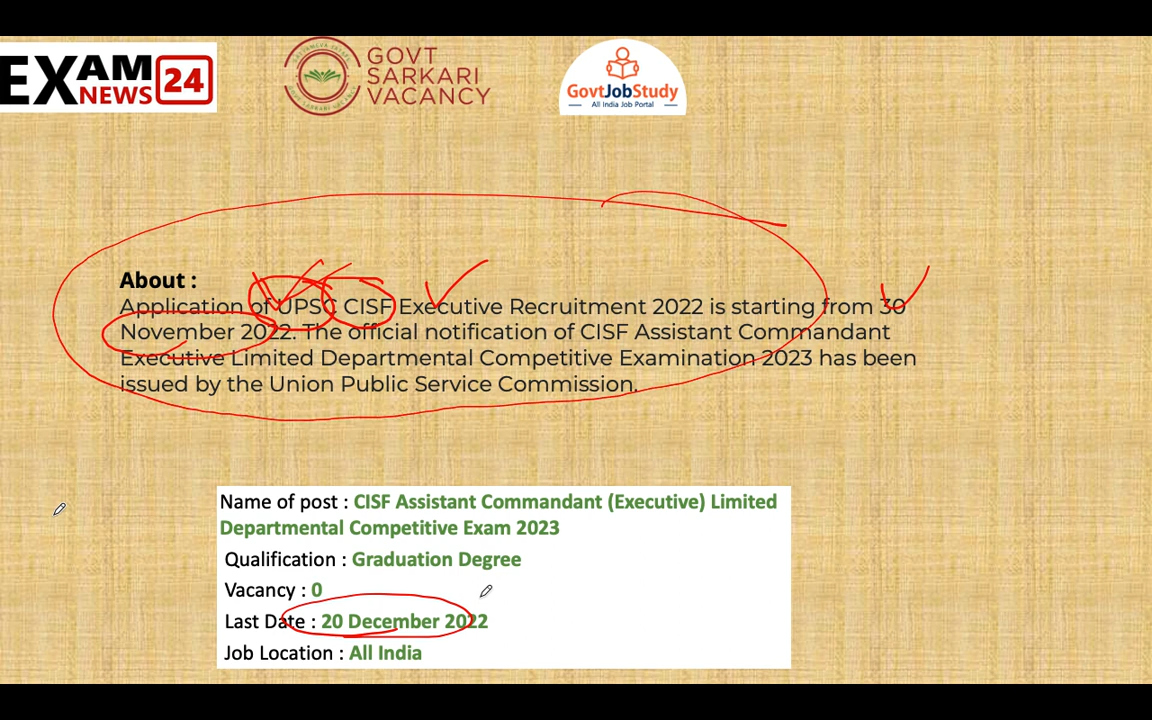 EXAM
NEWS 24
GOVT
SARKARI
VACANCY
GovtJobStudy
All India Job Portal
About :
Application of UPSC CISF Executive Recruitment 2022 is starting from 30
November 2022. The official notification of CISF Assistant Commandant
Executive Limited Departmental Competitive Examination 2023 has been
issued by the Union Public Service Commission.
Name of post : CISF Assistant Commandant (Executive) Limited
Departmental Competitive Exam 2023
Qualification : Graduation Degree
Vacancy : 0
Last Date : 20 December 2022
Job Location : All India